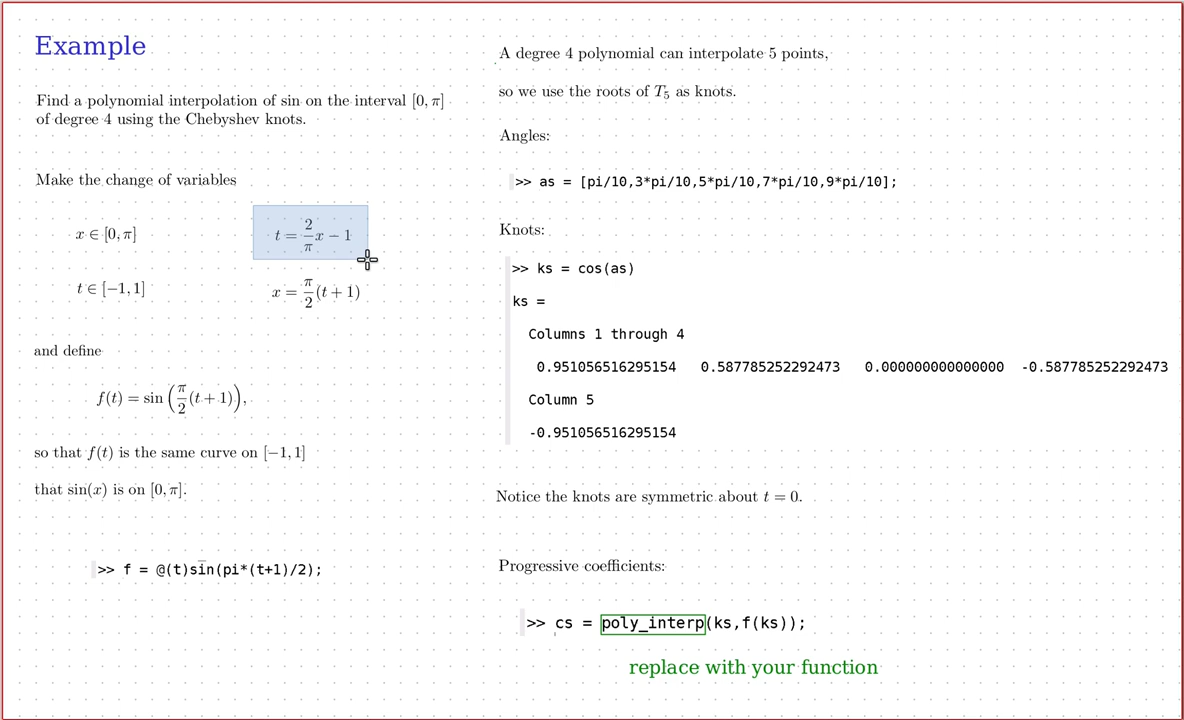 Example
Find a polynomial interpolation of sin on the interval [0, π]
of degree 4 using the Chebyshev knots.
Make the change of variables
x ∈ [0, π]
t = 2/π x − 1
t ∈ [−1, 1]
x = π/2 (t + 1)
and define
f(t) = sin (π/2 (t + 1)),
so that f(t) is the same curve on [−1, 1]
that sin(x) is on [0, π].
>> f = @(t)sin(pi*(t+1)/2);
A degree 4 polynomial can interpolate 5 points,
so we use the roots of T₅ as knots.
Angles:
>> as = [pi/10,3*pi/10,5*pi/10,7*pi/10,9*pi/10];
Knots:
>> ks = cos(as)
ks =
Columns 1 through 4
0.951056516295154 0.587785252292473 0.000000000000000 -0.587785252292473
Column 5
-0.951056516295154
Notice the knots are symmetric about t = 0.
Progressive coefficients:
>> cs = poly_interp(ks,f(ks));
replace with your function